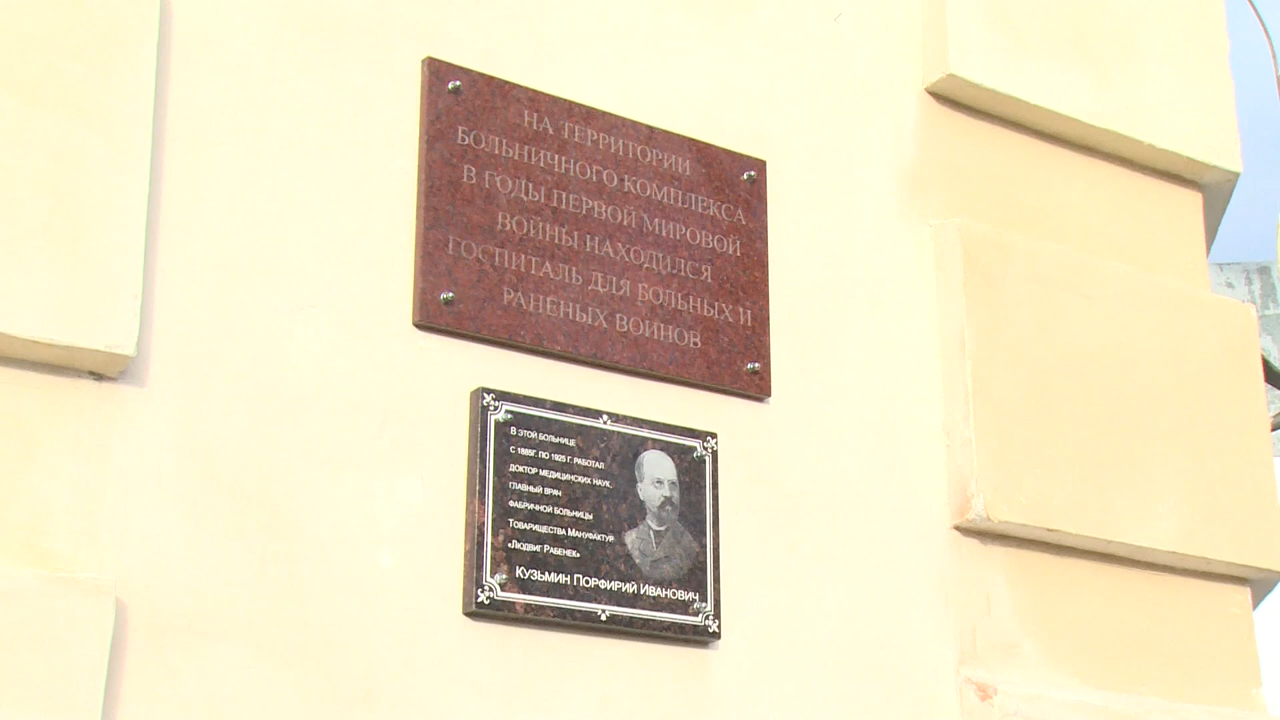 НА ТЕРРИТОРИИ
БОЛЬНИЧНОГО КОМПЛЕКСА
В ГОДЫ ПЕРВОЙ МИРОВОЙ
ВОЙНЫ НАХОДИЛСЯ
ГОСПИТАЛЬ ДЛЯ БОЛЬНЫХ И
РАНЕНЫХ ВОИНОВ
В ЭТОЙ БОЛЬНИЦЕ
С 1885Г. ПО 1925 Г. РАБОТАЛ
ДОКТОР МЕДИЦИНСКИХ НАУК,
ГЛАВНЫЙ ВРАЧ
ФАБРИЧНОЙ БОЛЬНИЦЫ
ТОВАРИЩЕСТВА МАНУФАКТУР
«ЛЮДВИГ РАБЕНЕК»
КУЗЬМИН ПОРФИРИЙ ИВАНОВИЧ